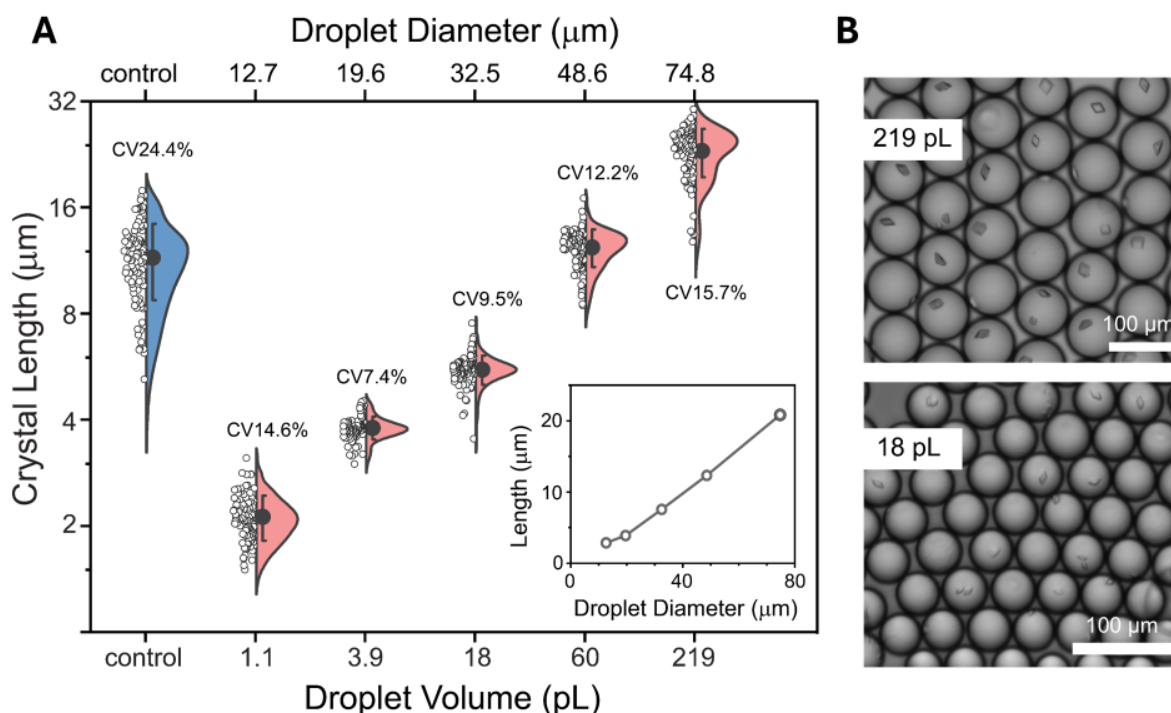 A
Droplet Diameter (μm)
control 12.7 19.6 32.5 48.6 74.8
32
16
8
4
2
Crystal Length (μm)
CV24.4%
CV14.6%
CV7.4%
CV9.5%
CV12.2%
CV15.7%
20
10
0
Length (μm)
0 40 80
Droplet Diameter (μm)
control 1.1 3.9 18 60 219
Droplet Volume (pL)
B
219 pL
100 μm
18 pL
100 μm